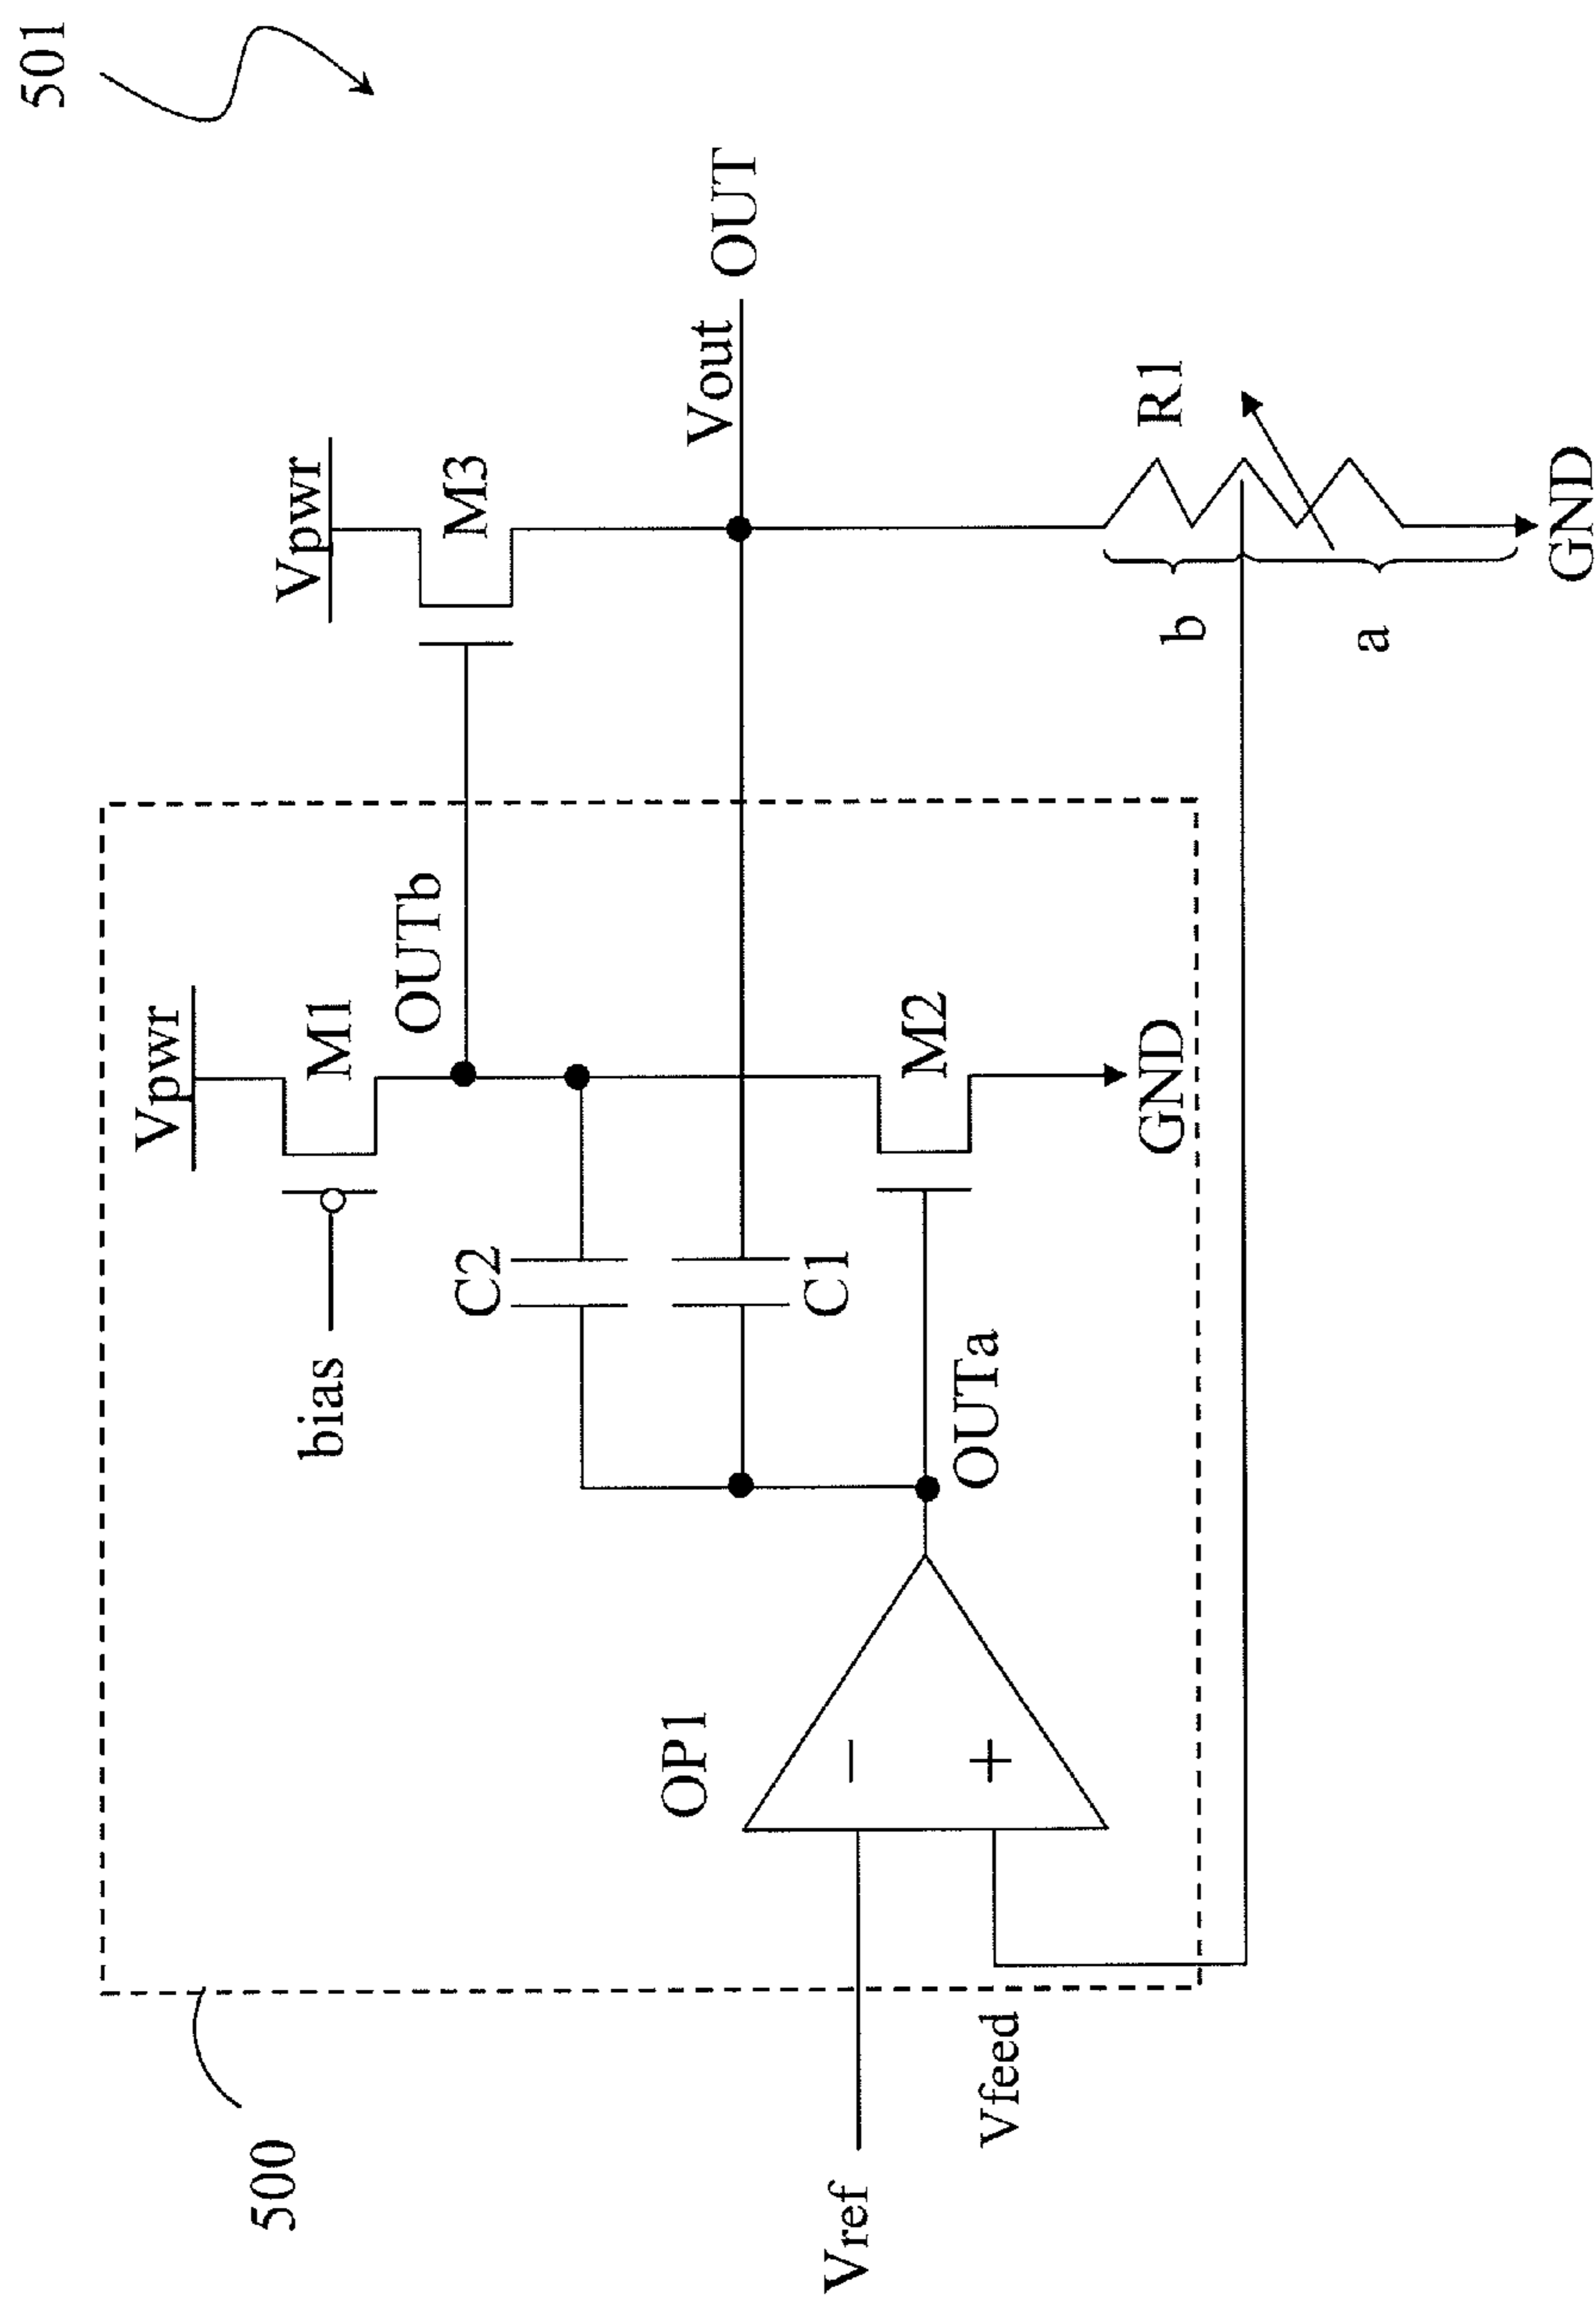 501
Vpwr
Vpwr
M1
M3
OUTb
bias
C2
Vout
OUT
C1
OP1
M2
OUTa
R1
−
+
b
a
GND
GND
Vref
Vfeed
500